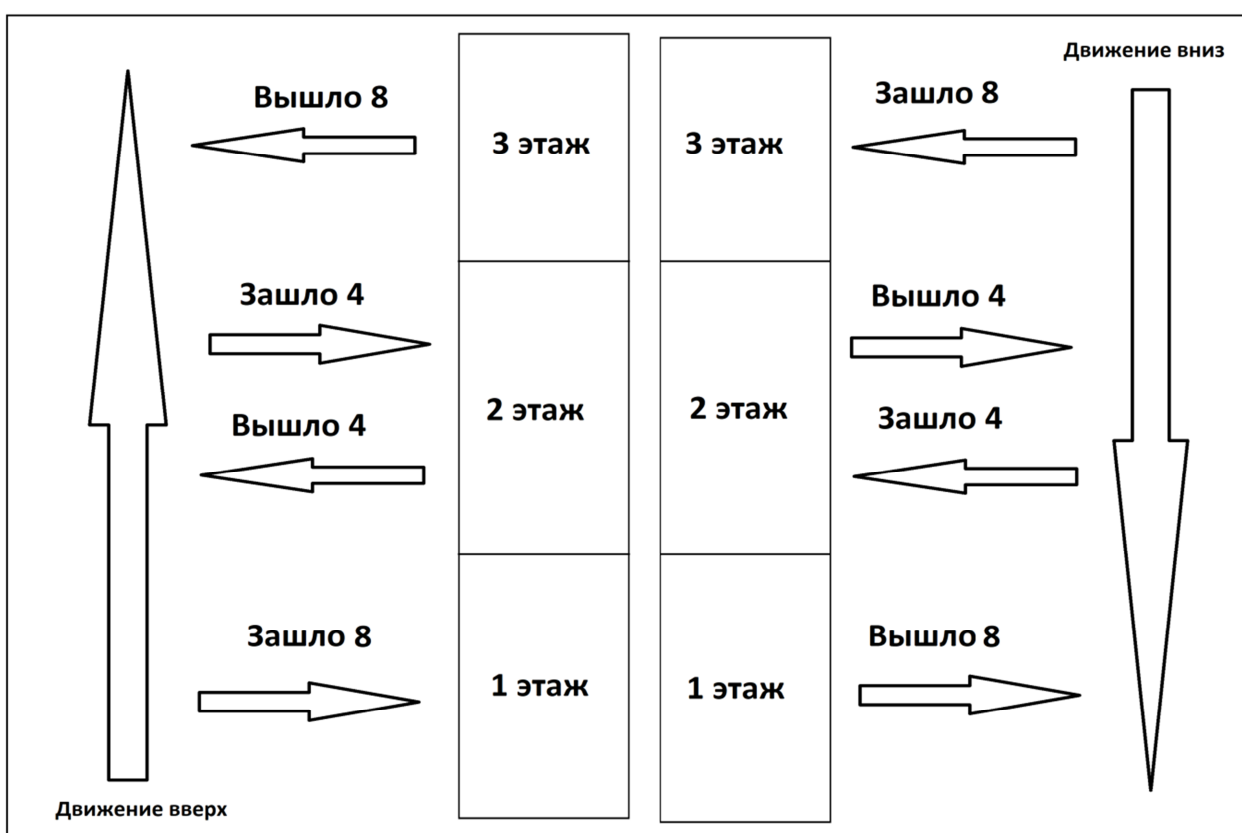 Движение вниз
Вышло 8
Зашло 8
3 этаж
3 этаж
Зашло 4
Вышло 4
2 этаж
2 этаж
Вышло 4
Зашло 4
Зашло 8
Вышло 8
1 этаж
1 этаж
Движение вверх